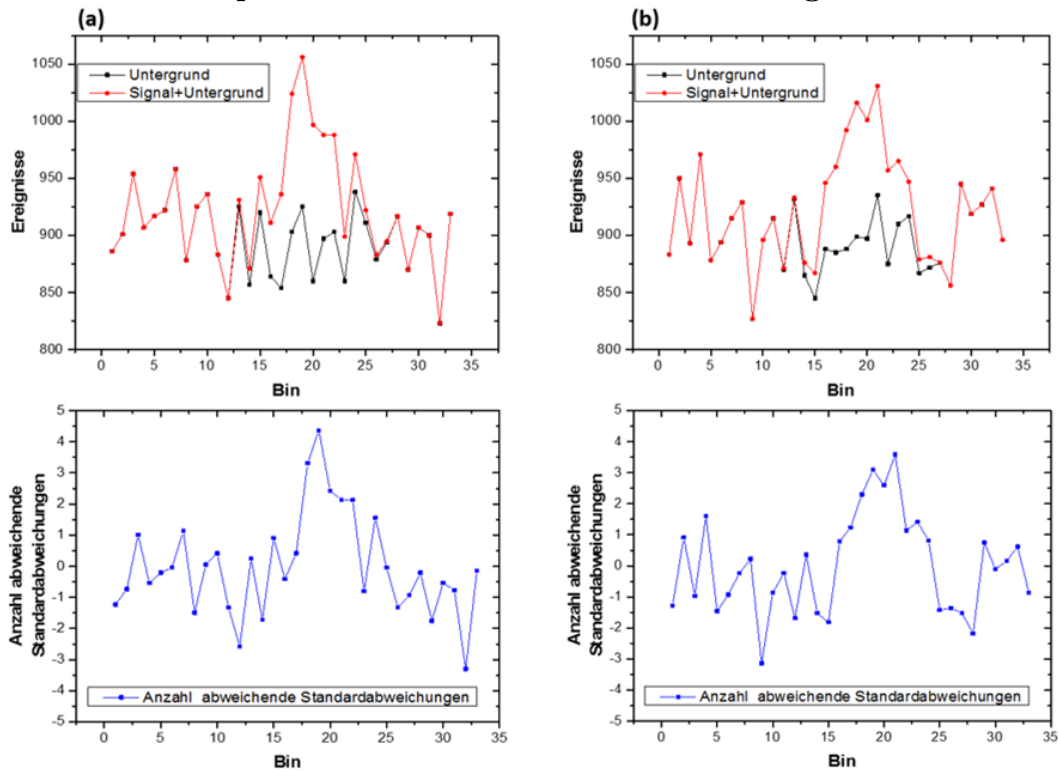 (a)
Ereignisse
1050
1000
950
900
850
800
Untergrund
Signal+Untergrund
0 5 10 15 20 25 30 35
Bin
(b)
Ereignisse
1050
1000
950
900
850
800
Untergrund
Signal+Untergrund
0 5 10 15 20 25 30 35
Bin
Anzahl abweichende
Standardabweichungen
5
4
3
2
1
0
-1
-2
-3
-4
-5
Anzahl abweichende Standardabweichungen
0 5 10 15 20 25 30 35
Bin
Anzahl abweichende
Standardabweichungen
5
4
3
2
1
0
-1
-2
-3
-4
-5
Anzahl abweichende Standardabweichungen
0 5 10 15 20 25 30 35
Bin